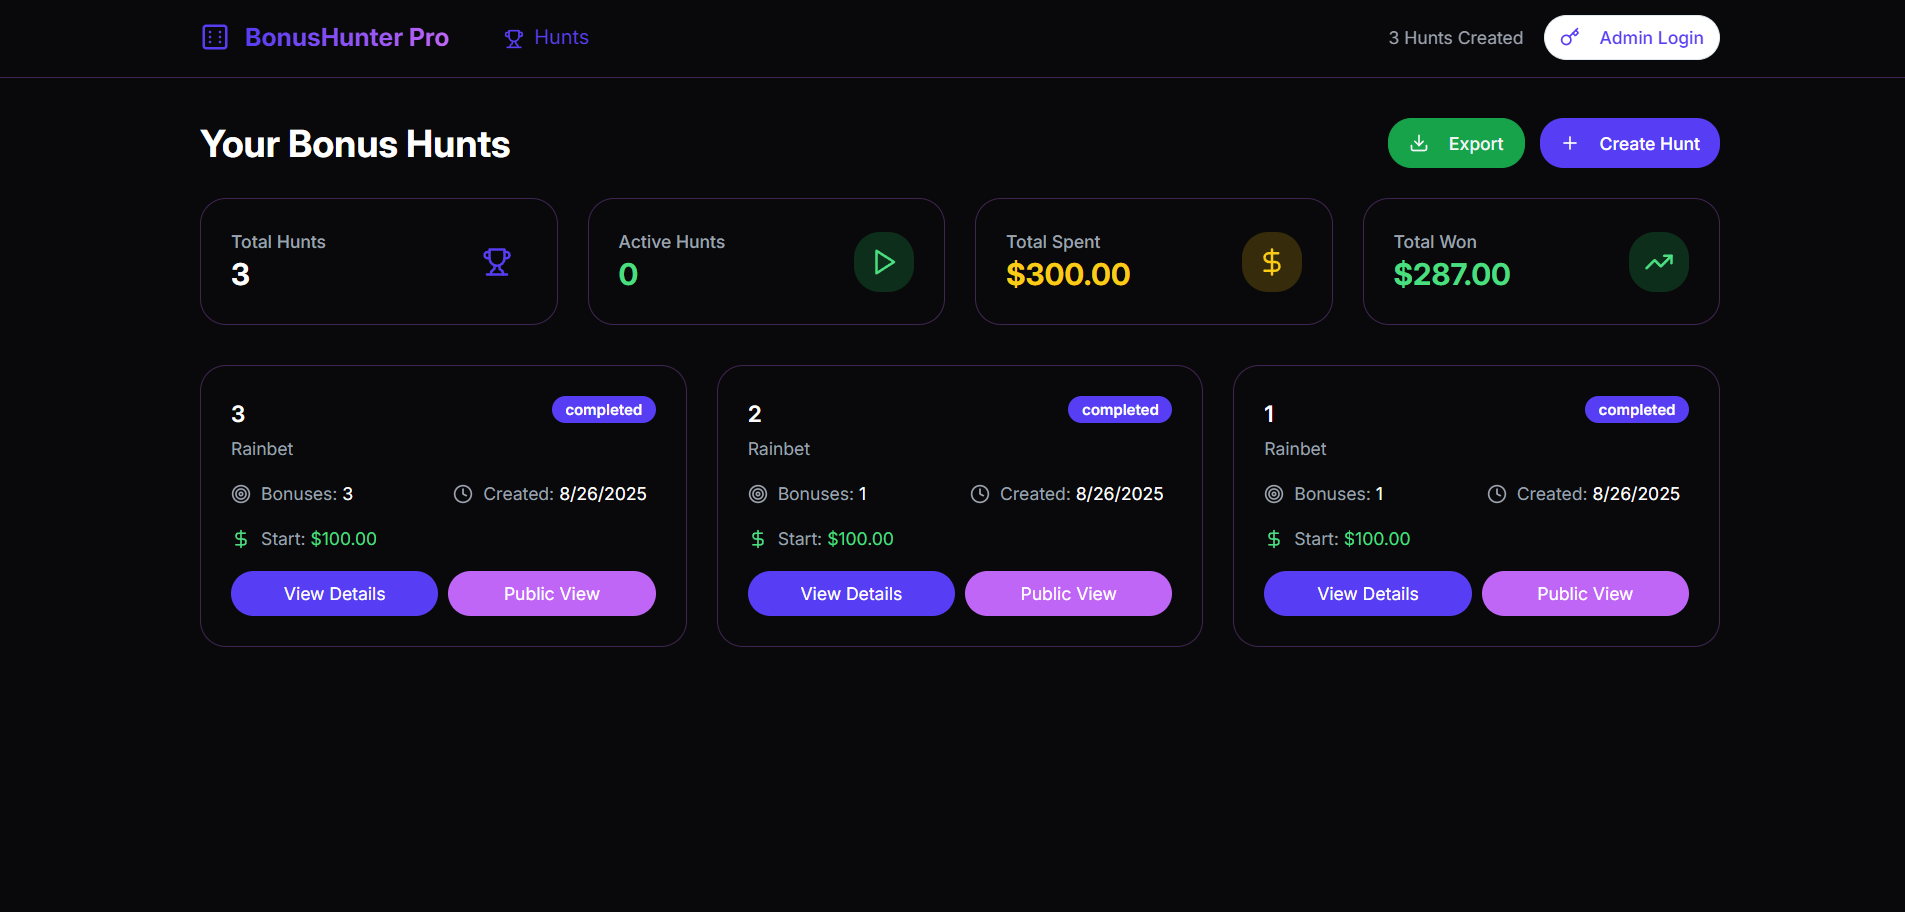 BonusHunter Pro
Hunts
3 Hunts Created
Admin Login
Your Bonus Hunts
Export
Create Hunt
Total Hunts
3
Active Hunts
0
Total Spent
$300.00
Total Won
$287.00
3
completed
Rainbet
Bonuses: 3
Created: 8/26/2025
Start: $100.00
View Details
Public View
2
completed
Rainbet
Bonuses: 1
Created: 8/26/2025
Start: $100.00
View Details
Public View
1
completed
Rainbet
Bonuses: 1
Created: 8/26/2025
Start: $100.00
View Details
Public View